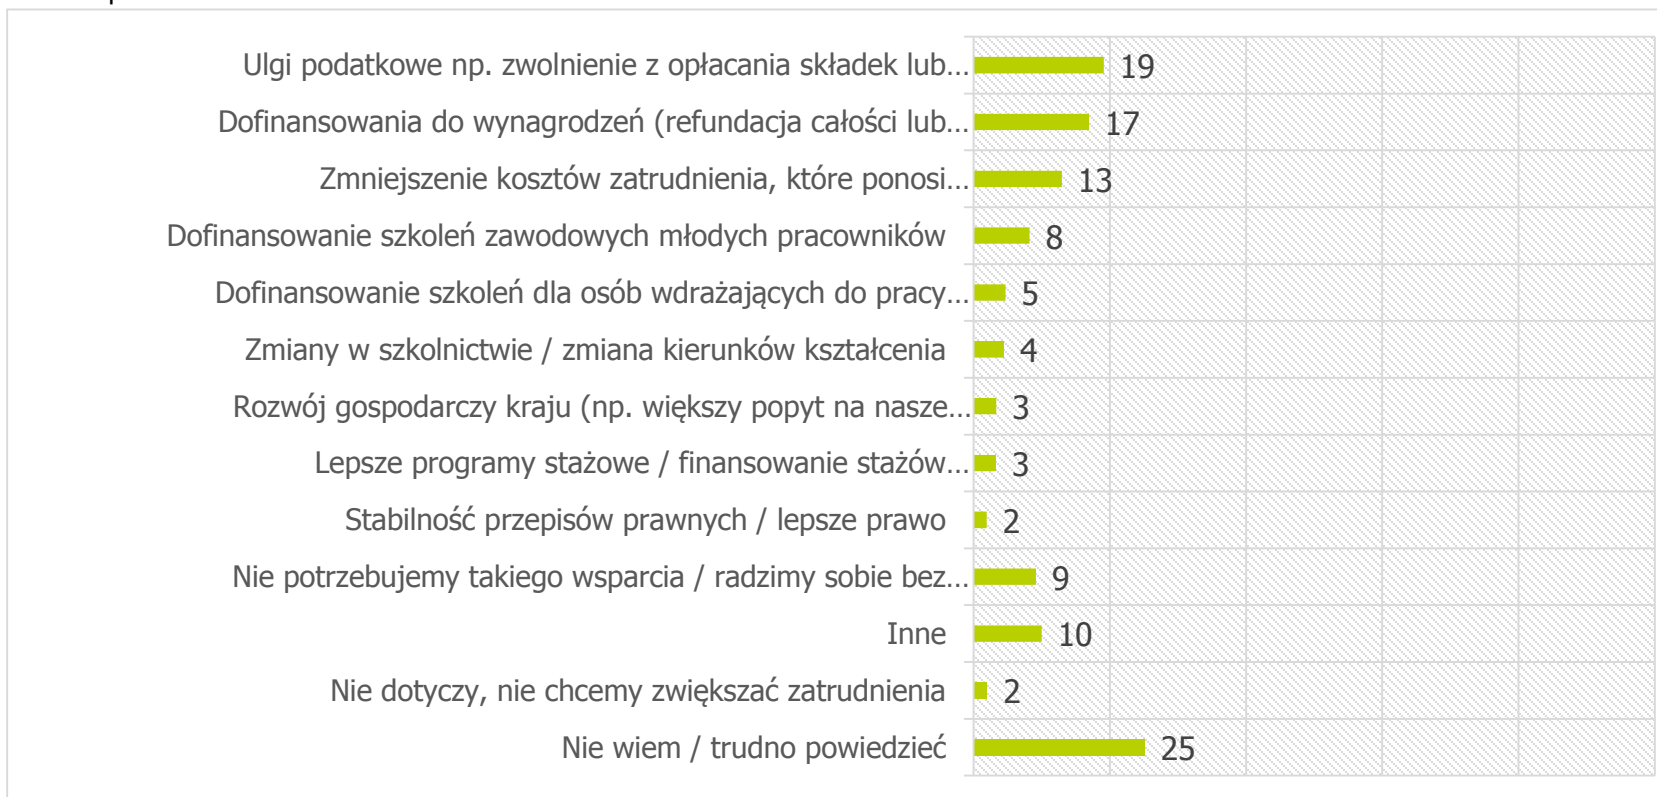 Ulgi podatkowe np. zwolnienie z opłacania składek lub... 19
Dofinansowania do wynagrodzeń (refundacja całości lub... 17
Zmniejszenie kosztów zatrudnienia, które ponosi... 13
Dofinansowanie szkoleń zawodowych młodych pracowników 8
Dofinansowanie szkoleń dla osób wdrażających do pracy... 5
Zmiany w szkolnictwie / zmiana kierunków kształcenia 4
Rozwój gospodarczy kraju (np. większy popyt na nasze... 3
Lepsze programy stażowe / finansowanie stażów... 3
Stabilność przepisów prawnych / lepsze prawo 2
Nie potrzebujemy takiego wsparcia / radzimy sobie bez... 9
Inne 10
Nie dotyczy, nie chcemy zwiększać zatrudnienia 2
Nie wiem / trudno powiedzieć 25